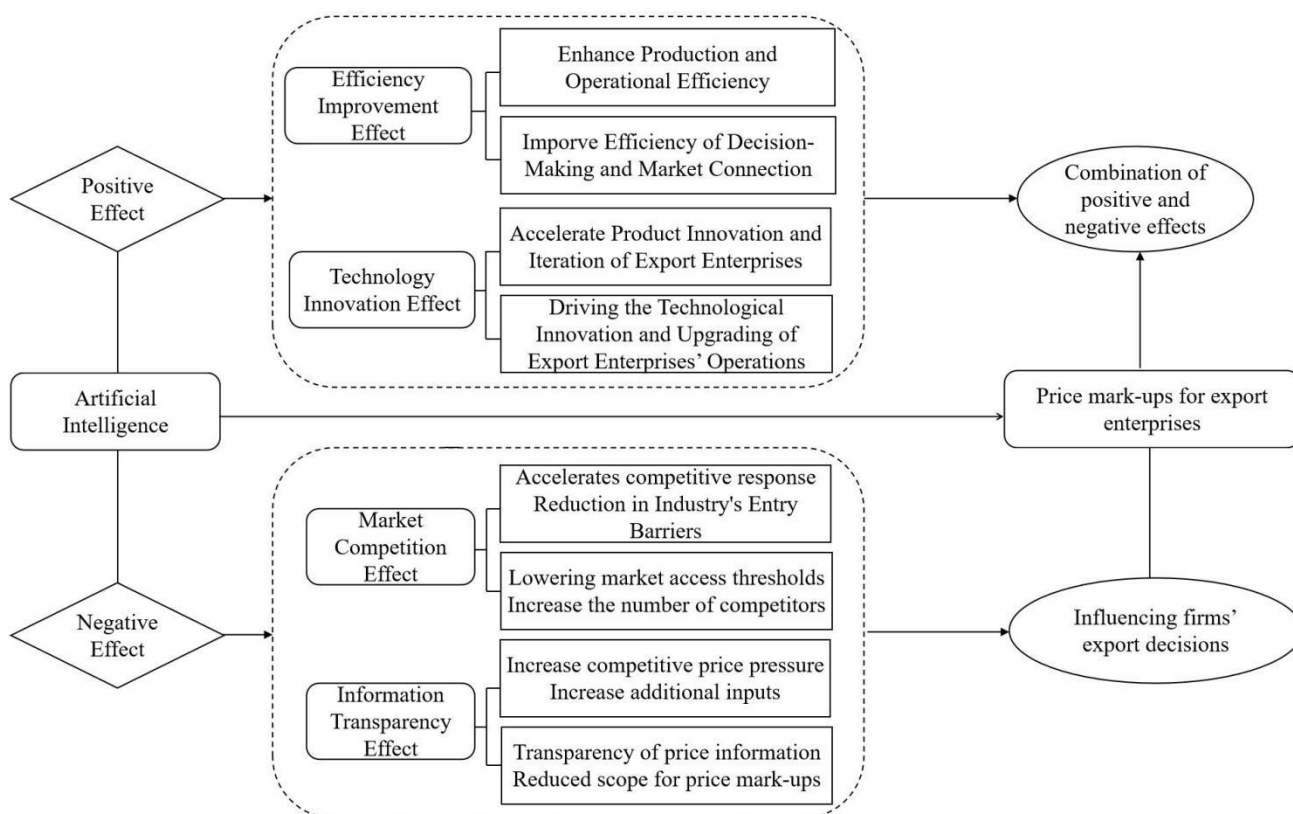 Positive
Effect
Efficiency
Improvement
Effect
Enhance Production and
Operational Efficiency
Imporve Efficiency of Decision-
Making and Market Connection
Technology
Innovation Effect
Accelerate Product Innovation and
Iteration of Export Enterprises
Driving the Technological
Innovation and Upgrading of
Export Enterprises’ Operations
Combination of
positive and
negative effects
Artificial
Intelligence
Price mark-ups for export
enterprises
Negative
Effect
Market
Competition
Effect
Accelerates competitive response
Reduction in Industry's Entry
Barriers
Lowering market access thresholds
Increase the number of competitors
Information
Transparency
Effect
Increase competitive price pressure
Increase additional inputs
Transparency of price information
Reduced scope for price mark-ups
Influencing firms’
export decisions